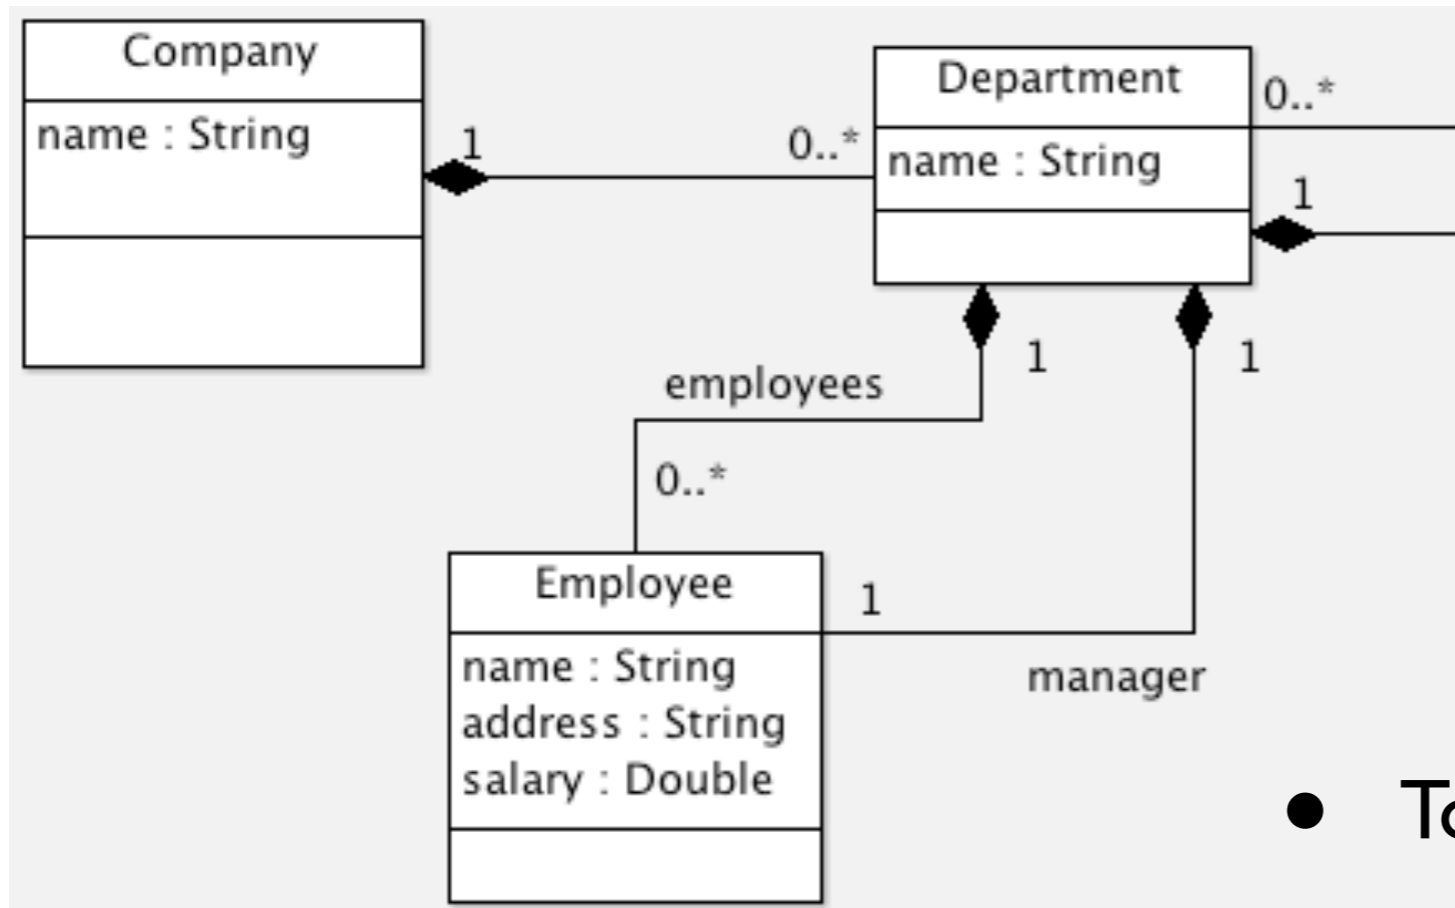 Company
name : String
1
0..*
Department
name : String
0..*
1
1
1
employees
0..*
Employee
name : String
address : String
salary : Double
1
manager
•